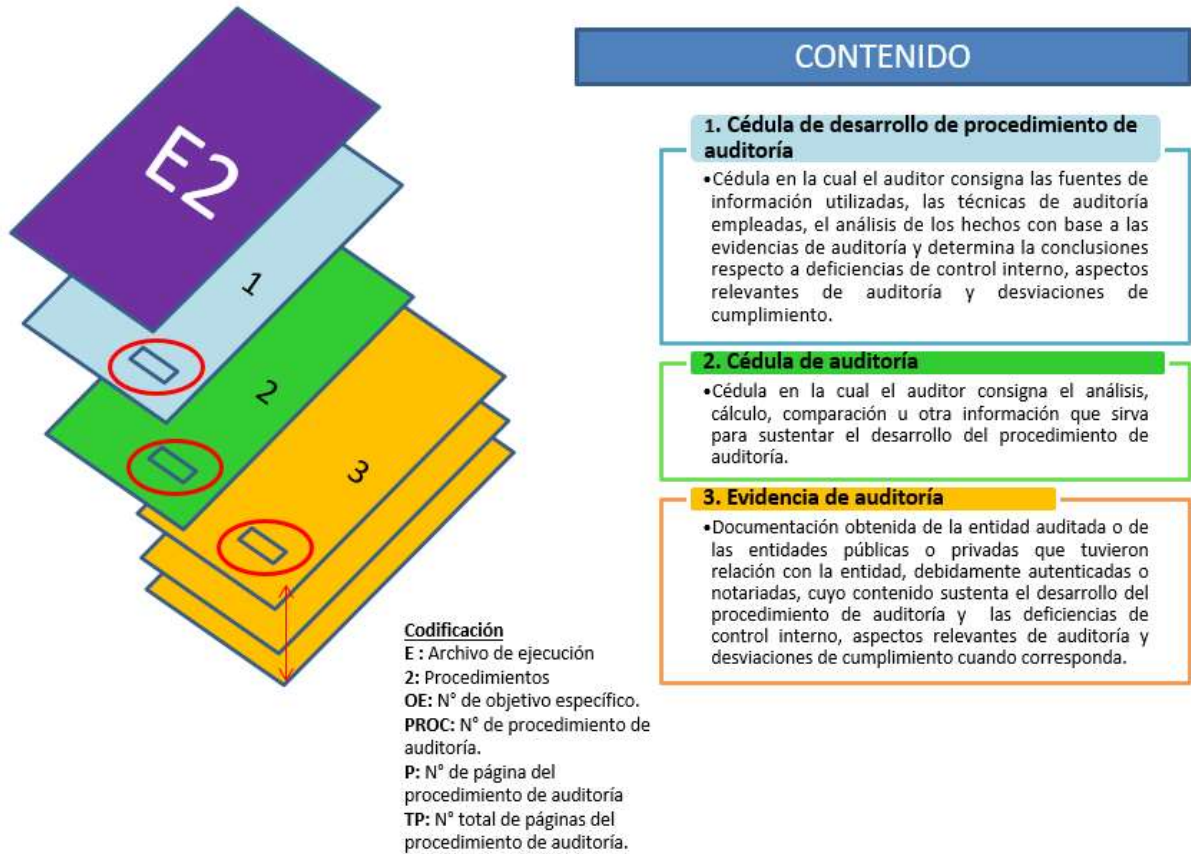 E2
1
2
3
CONTENIDO
1. Cédula de desarrollo de procedimiento de
auditoría
•Cédula en la cual el auditor consigna las fuentes de
información utilizadas, las técnicas de auditoría
empleadas, el análisis de los hechos con base a las
evidencias de auditoría y determina la conclusiones
respecto a deficiencias de control interno, aspectos
relevantes de auditoría y desviaciones de
cumplimiento.
2. Cédula de auditoría
•Cédula en la cual el auditor consigna el análisis,
cálculo, comparación u otra información que sirva
para sustentar el desarrollo del procedimiento de
auditoría.
3. Evidencia de auditoría
•Documentación obtenida de la entidad auditada o de
las entidades públicas o privadas que tuvieron
relación con la entidad, debidamente autenticadas o
notariadas, cuyo contenido sustenta el desarrollo del
procedimiento de auditoría y las deficiencias de
control interno, aspectos relevantes de auditoría y
desviaciones de cumplimiento cuando corresponda.
Codificación
E : Archivo de ejecución
2: Procedimientos
OE: N° de objetivo específico.
PROC: N° de procedimiento de
auditoría.
P: N° de página del
procedimiento de auditoría
TP: N° total de páginas del
procedimiento de auditoría.